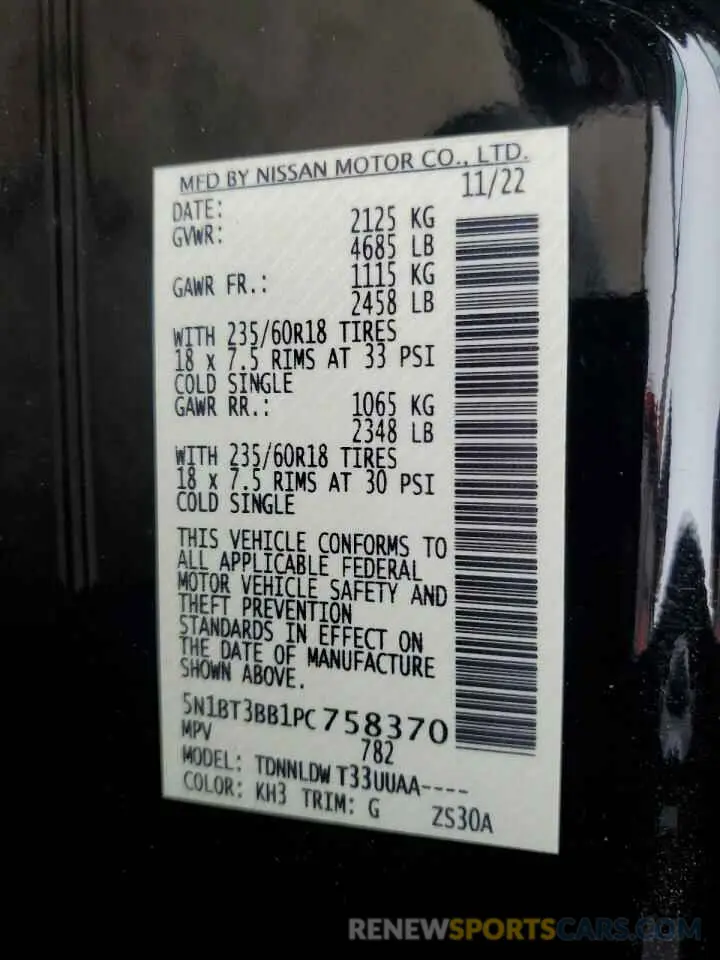 MFD BY NISSAN MOTOR CO., LTD.
DATE: 11/22
GVWR: 2125 KG
4685 LB
GAWR FR.: 1115 KG
2458 LB
WITH 235/60R18 TIRES
18 x 7.5 RIMS AT 33 PSI
COLD SINGLE
GAWR RR.: 1065 KG
2348 LB
WITH 235/60R18 TIRES
18 x 7.5 RIMS AT 30 PSI
COLD SINGLE
THIS VEHICLE CONFORMS TO
ALL APPLICABLE FEDERAL
MOTOR VEHICLE SAFETY AND
THEFT PREVENTION
STANDARDS IN EFFECT ON
THE DATE OF MANUFACTURE
SHOWN ABOVE.
5N1BT3BB1PC758370
MPV 782
MODEL: TDNNLDW T33UUAA----
COLOR: KH3 TRIM: G ZS30A
RENEWSPORTSCARS.COM